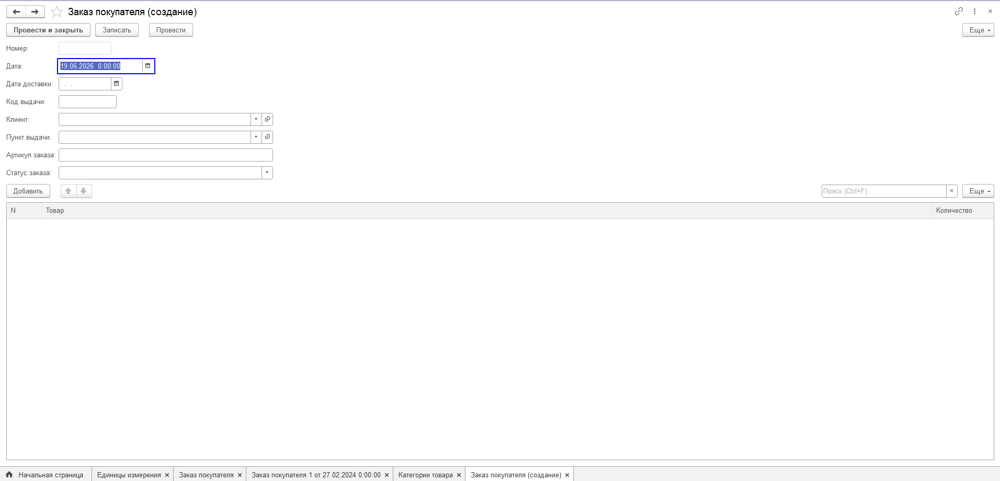 Заказ покупателя (создание)
Провести и закрыть Записать Провести Еще
Номер:
Дата: 19.06.2026 0:00:00
Дата доставки: . .
Код выдачи:
Клиент:
Пункт выдачи:
Артикул заказа:
Статус заказа:
Добавить Поиск (Ctrl+F) × Еще
N Товар Количество
Начальная страница Единицы измерения × Заказ покупателя × Заказ покупателя 1 от 27.02.2024 0:00:00 × Категории товара × Заказ покупателя (создание) ×